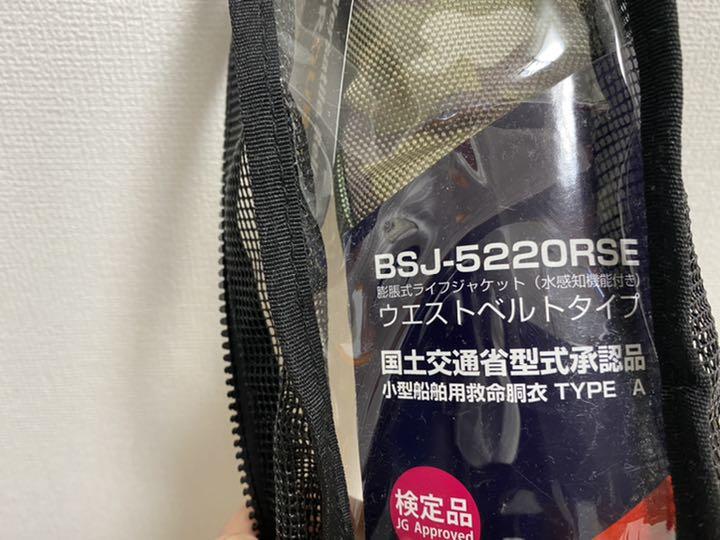 BSJ-5220RSE
膨脹式ライフジャケット（水感知機能付き）
ウエストベルトタイプ
国土交通省型式承認品
小型船舶用救命胴衣 TYPE A
検定品
JG Approved